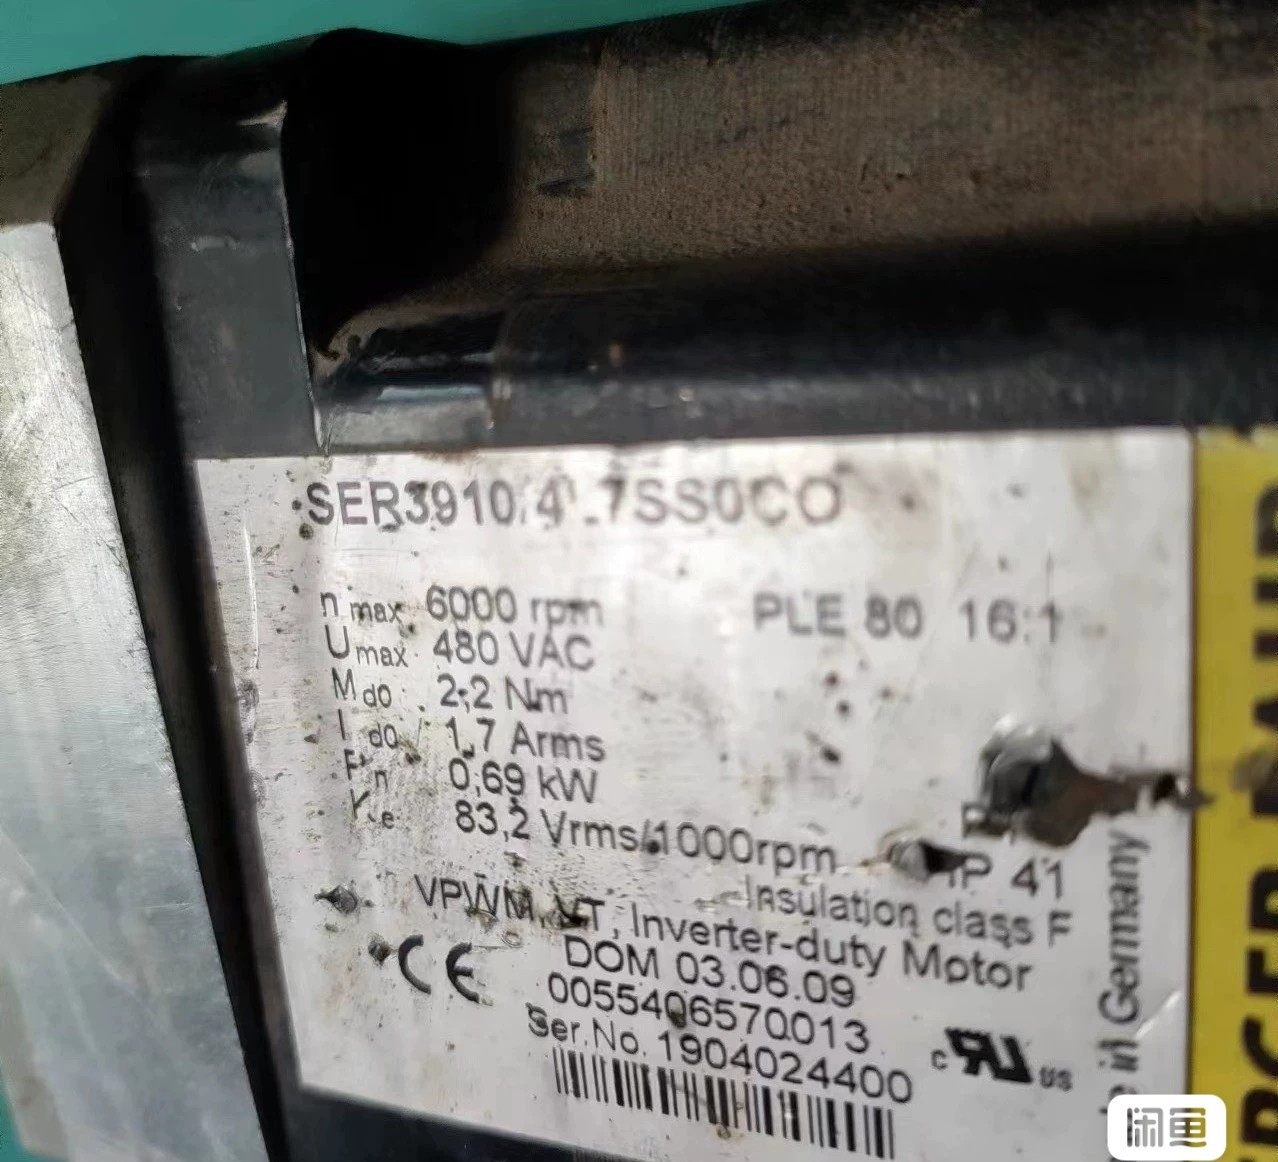 SER3910/4 .7SS0CO
n max. 6000 rpm
PLE 80 16:1
U max. 480 VAC
M d0 . 2,2 Nm
I d0 1,7 Arms
P n 0,69 kW
K e 83,2 Vrms/1000rpm
IP 41
VPWM, VT, Inverter-duty Motor
Insulation class F
DOM 03.06.09
0055406570013
CE
Ser.No. 1904024400
c RU us
in Germany
闲鱼